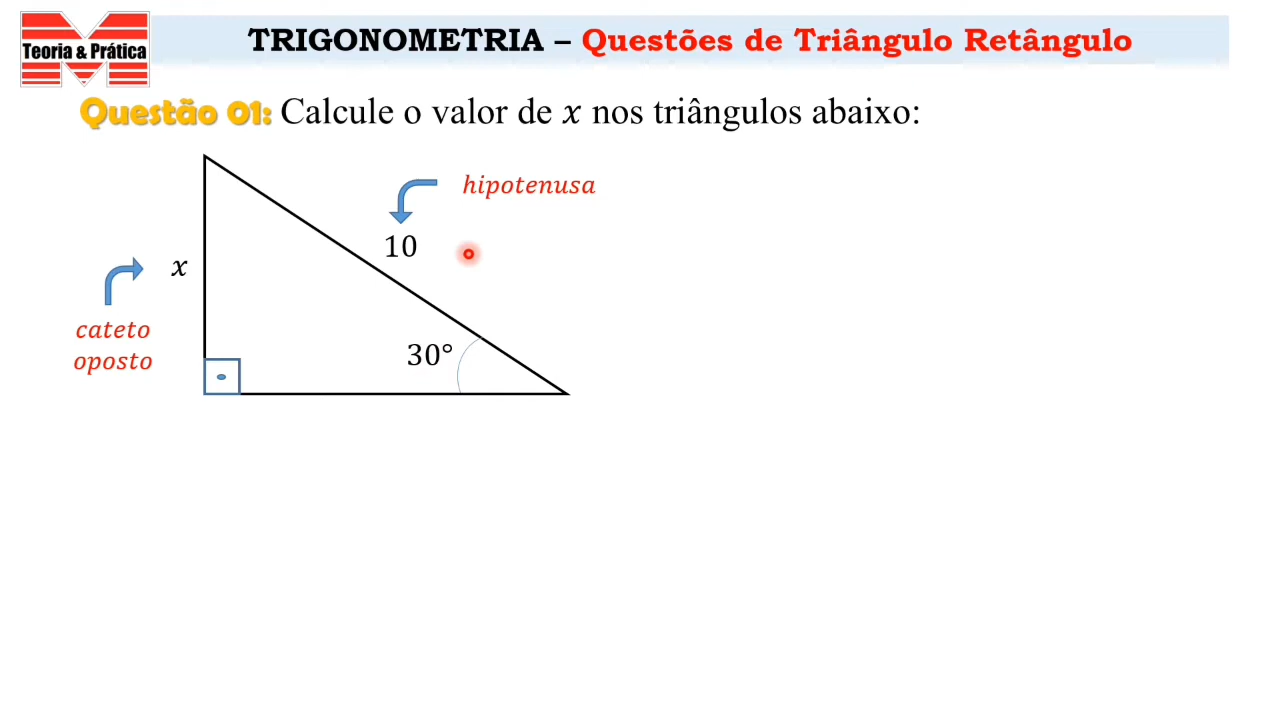 Teoria & Prática
TRIGONOMETRIA – Questões de Triângulo Retângulo
Questão 01: Calcule o valor de x nos triângulos abaixo:
hipotenusa
10
x
cateto
oposto
30°